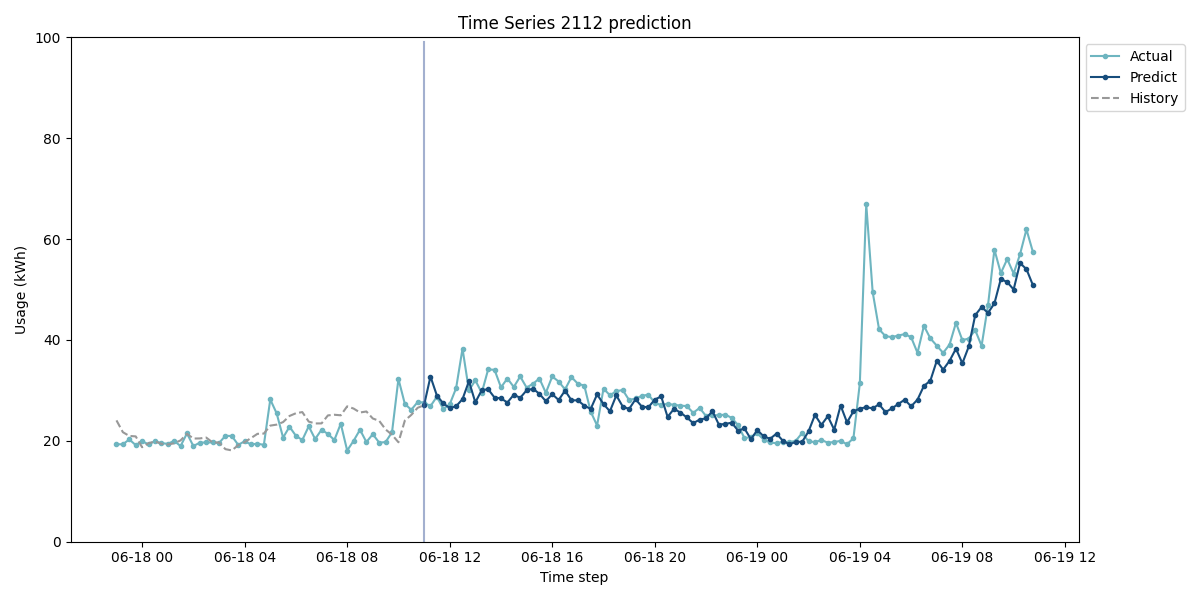 Time Series 2112 prediction
100
80
60
40
20
0
Usage (kWh)
06-18 00
06-18 04
06-18 08
06-18 12
06-18 16
06-18 20
06-19 00
06-19 04
06-19 08
06-19 12
Time step
Actual
Predict
History